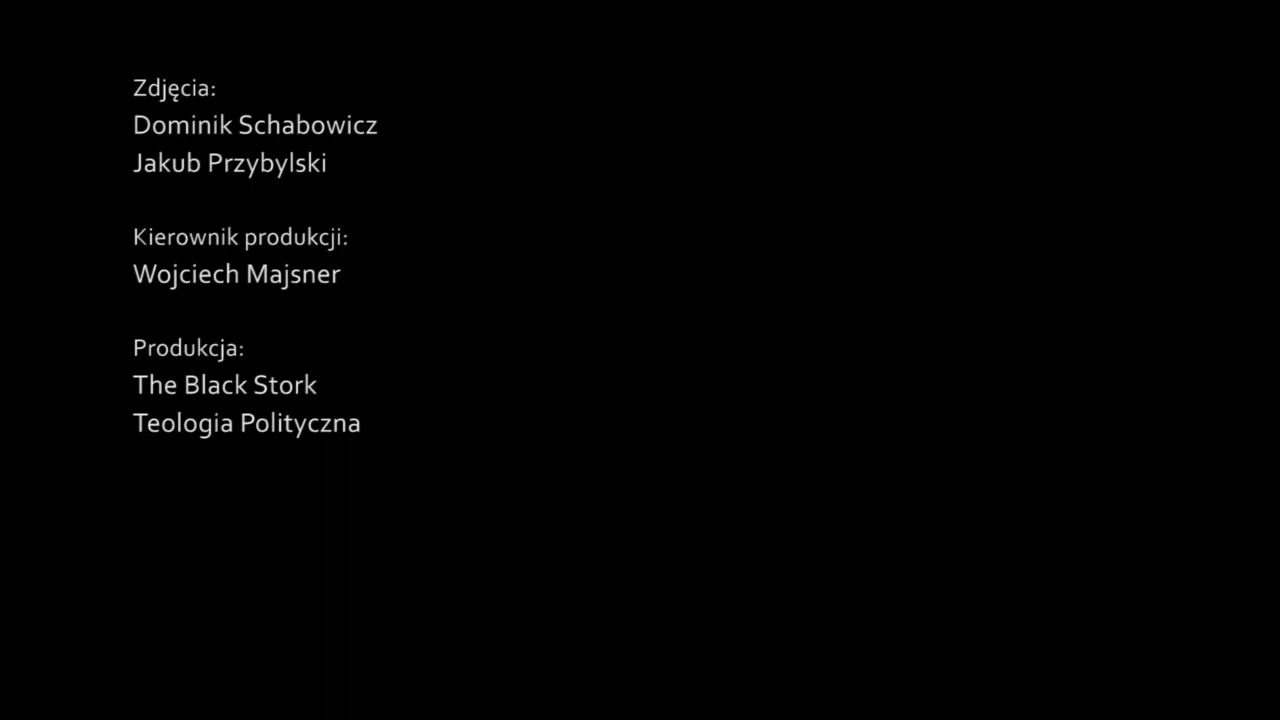 Zdjęcia:
Dominik Schabowicz
Jakub Przybylski
Kierownik produkcji:
Wojciech Majsner
Produkcja:
The Black Stork
Teologia Polityczna